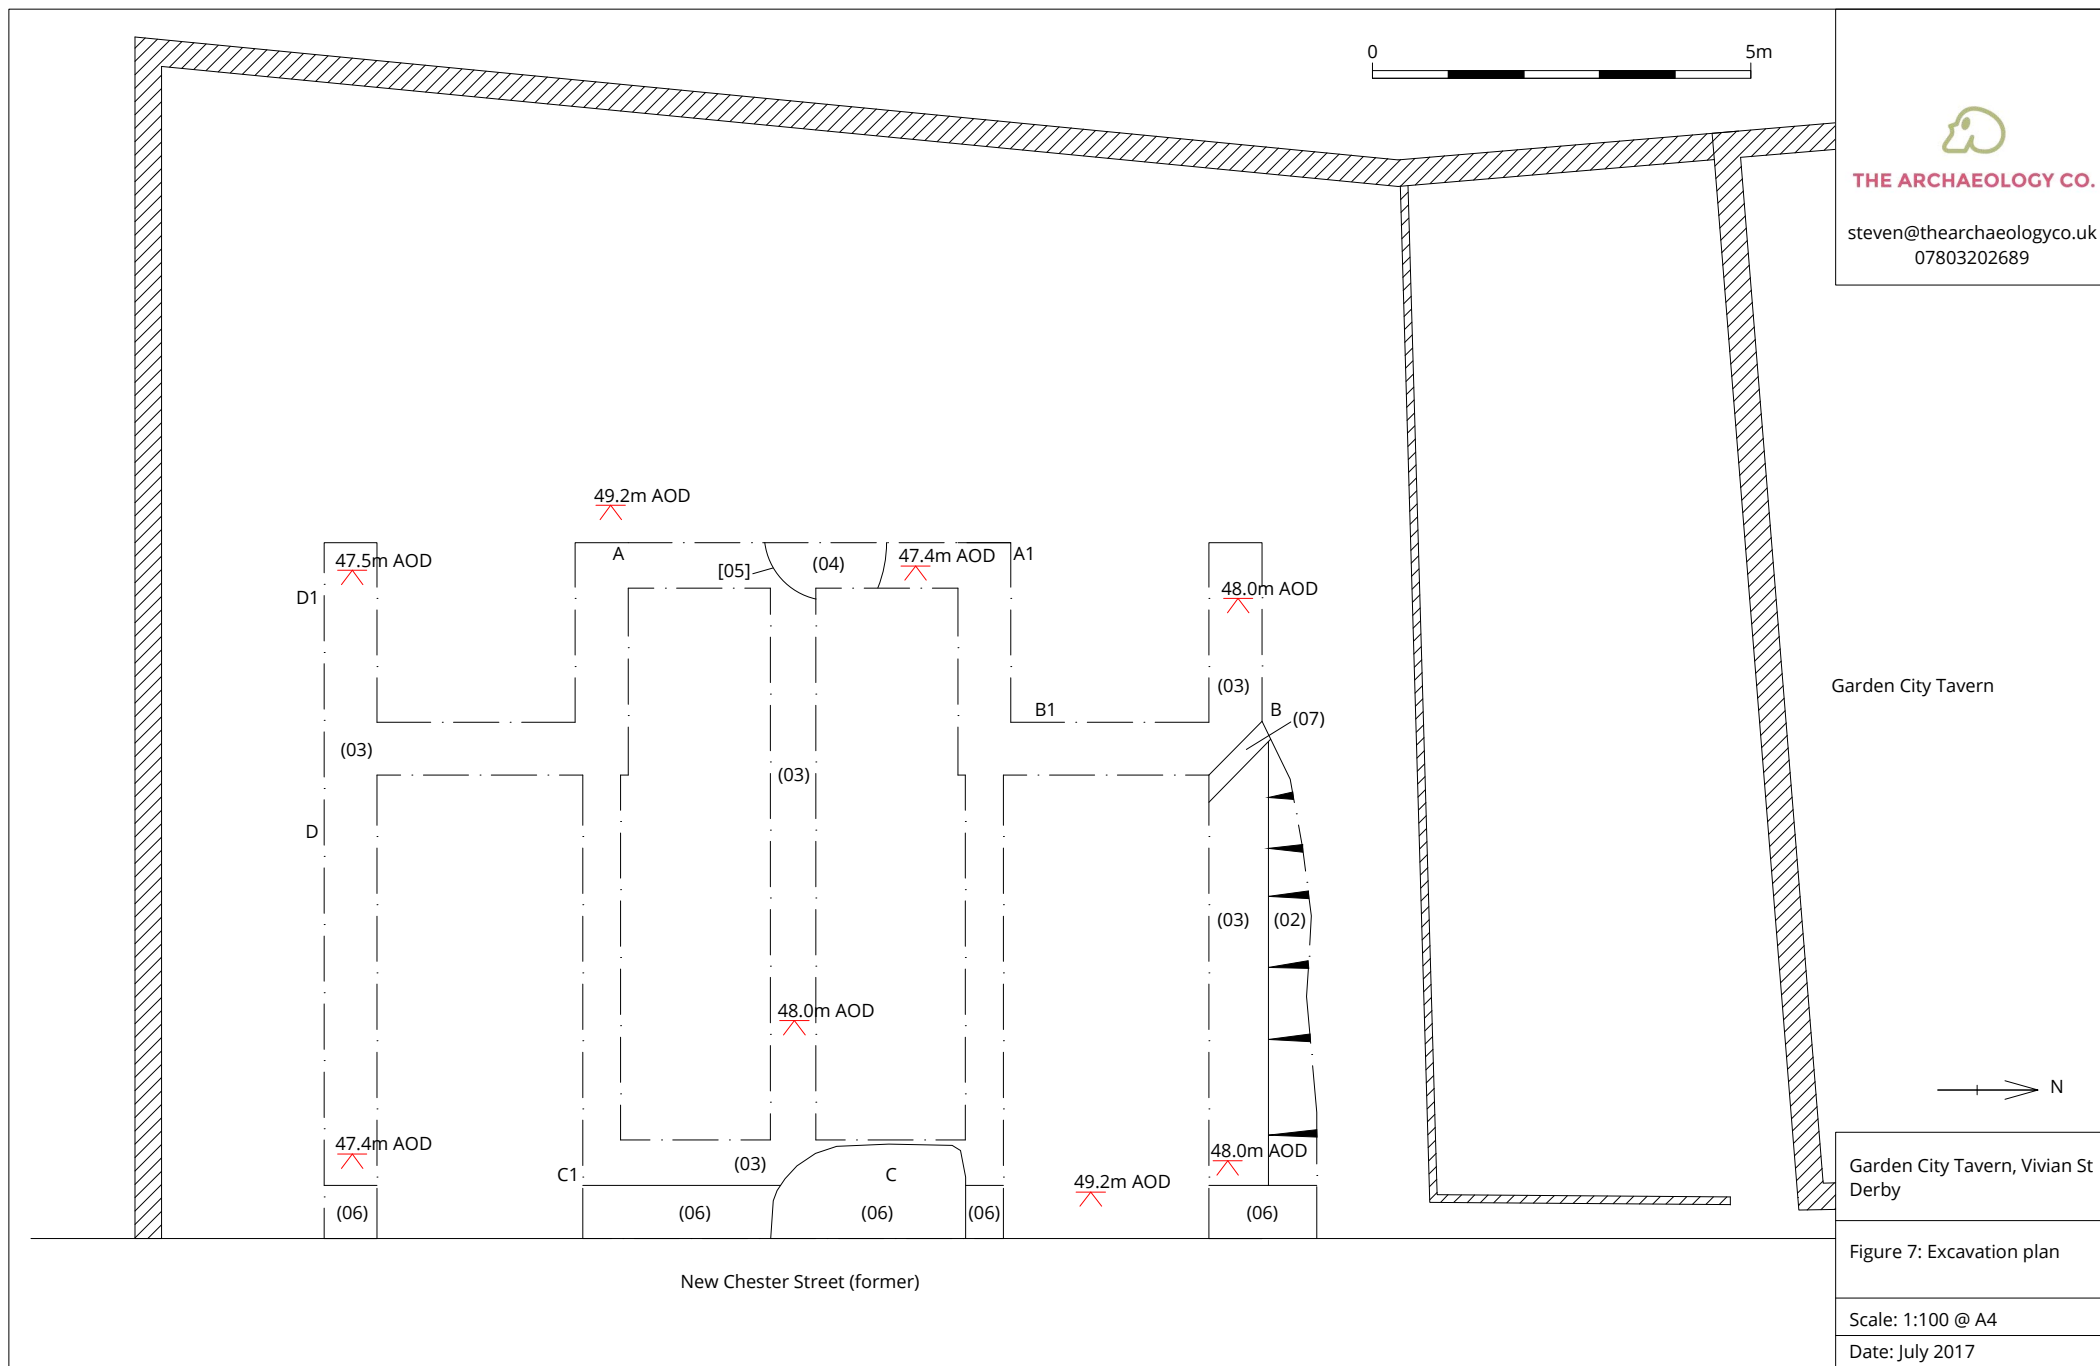 0
5m
THE ARCHAEOLOGY CO.
steven@thearchaeologyco.uk
07803202689
49.2m AOD
A
A1
47.5m AOD
[05]
(04)
47.4m AOD
D1
48.0m AOD
(03)
B1
B
(07)
Garden City Tavern
(03)
(03)
D
(03)
(02)
48.0m AOD
N
47.4m AOD
48.0m AOD
(03)
C1
C
49.2m AOD
(06)
(06)
(06)
(06)
(06)
Garden City Tavern, Vivian St
Derby
Figure 7: Excavation plan
New Chester Street (former)
Scale: 1:100 @ A4
Date: July 2017